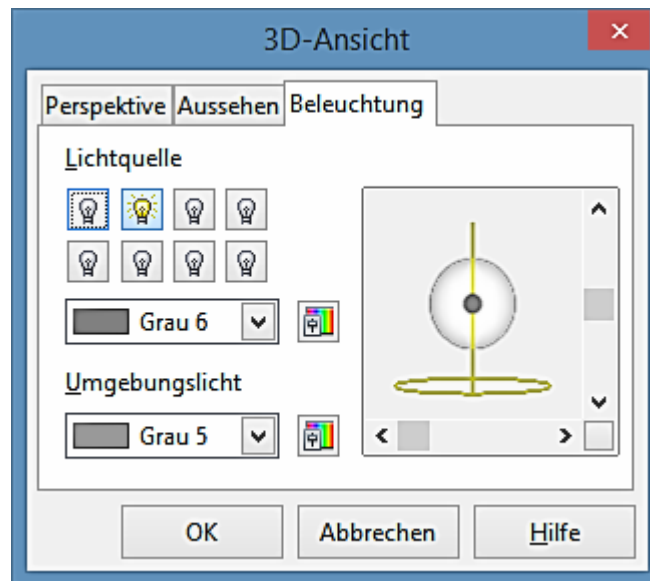 3D-Ansicht
Perspektive Aussehen Beleuchtung
Lichtquelle
Grau 6
Umgebungslicht
Grau 5
OK Abbrechen Hilfe